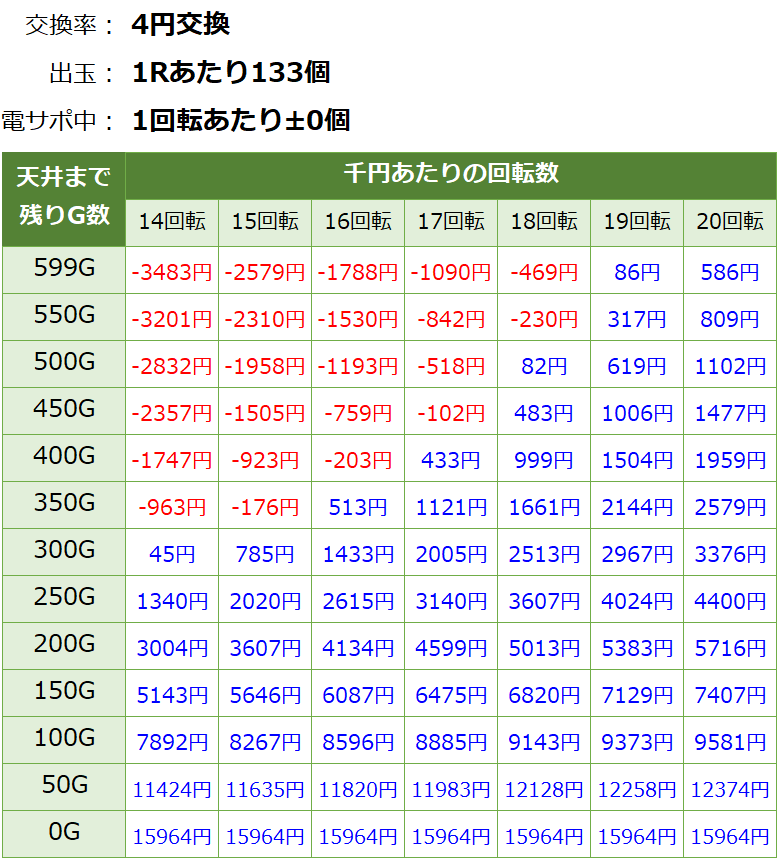 交換率： 4円交換
出玉： 1Rあたり133個
電サポ中： 1回転あたり±0個
天井まで残りG数 千円あたりの回転数
14回転 15回転 16回転 17回転 18回転 19回転 20回転
599G -3483円 -2579円 -1788円 -1090円 -469円 86円 586円
550G -3201円 -2310円 -1530円 -842円 -230円 317円 809円
500G -2832円 -1958円 -1193円 -518円 82円 619円 1102円
450G -2357円 -1505円 -759円 -102円 483円 1006円 1477円
400G -1747円 -923円 -203円 433円 999円 1504円 1959円
350G -963円 -176円 513円 1121円 1661円 2144円 2579円
300G 45円 785円 1433円 2005円 2513円 2967円 3376円
250G 1340円 2020円 2615円 3140円 3607円 4024円 4400円
200G 3004円 3607円 4134円 4599円 5013円 5383円 5716円
150G 5143円 5646円 6087円 6475円 6820円 7129円 7407円
100G 7892円 8267円 8596円 8885円 9143円 9373円 9581円
50G 11424円 11635円 11820円 11983円 12128円 12258円 12374円
0G 15964円 15964円 15964円 15964円 15964円 15964円 15964円